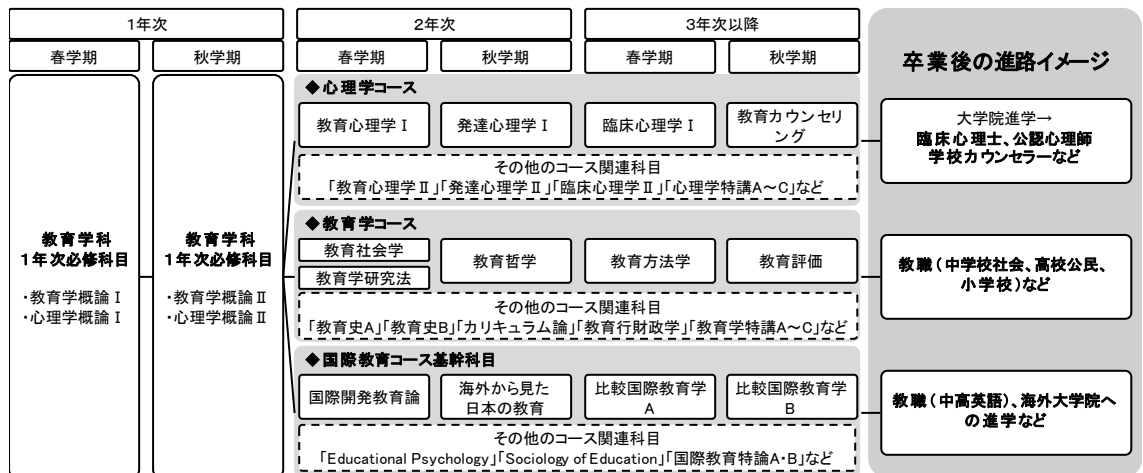 1年次
2年次
3年次以降
春学期
秋学期
春学期
秋学期
春学期
秋学期
卒業後の進路イメージ
教育学科
1年次必修科目
・教育学概論Ⅰ
・心理学概論Ⅰ
教育学科
1年次必修科目
・教育学概論Ⅱ
・心理学概論Ⅱ
◆心理学コース
教育心理学Ⅰ
発達心理学Ⅰ
臨床心理学Ⅰ
教育カウンセリ
ング
その他のコース関連科目
「教育心理学Ⅱ」「発達心理学Ⅱ」「臨床心理学Ⅱ」「心理学特講A～C」など
大学院進学→
臨床心理士、公認心理師
学校カウンセラーなど
◆教育学コース
教育社会学
教育学研究法
教育哲学
教育方法学
教育評価
その他のコース関連科目
「教育史A」「教育史B」「カリキュラム論」「教育行財政学」「教育学特講A～C」など
教職（中学校社会、高校公民、
小学校）など
◆国際教育コース基幹科目
国際開発教育論
海外から見た
日本の教育
比較国際教育学
A
比較国際教育学
B
その他のコース関連科目
「Educational Psychology」「Sociology of Education」「国際教育特論A・B」など
教職（中高英語）、海外大学院へ
の進学など